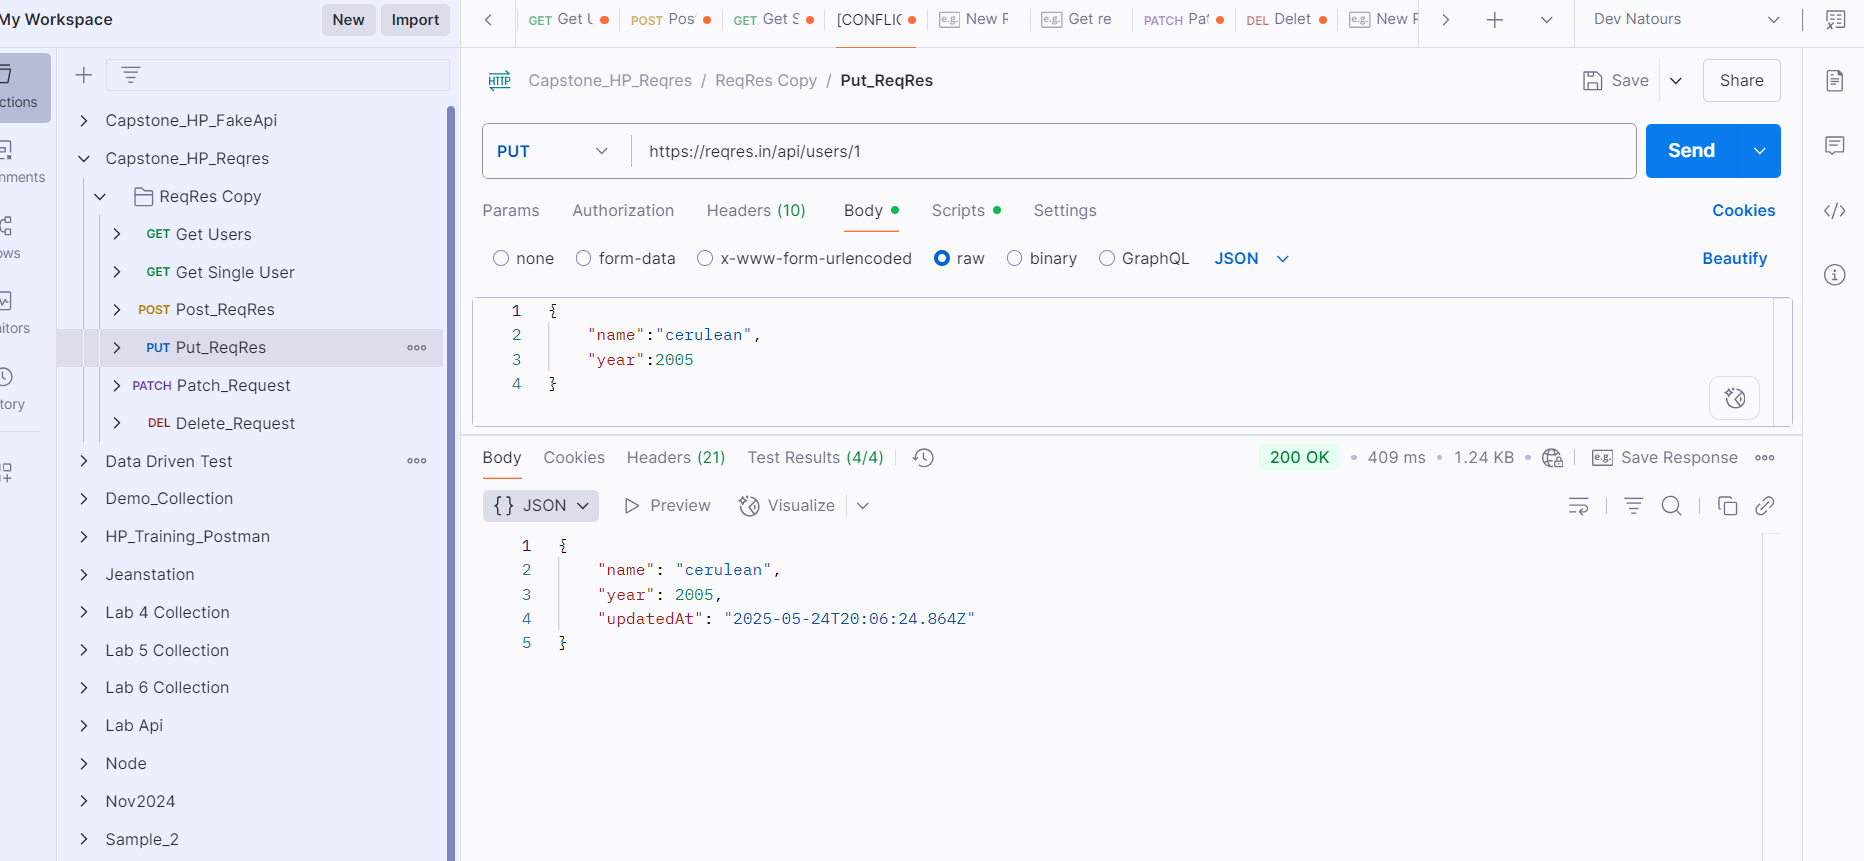 My Workspace
New
Import
GET Get U
POST Pos
GET Get S
[CONFLIC
e.g. New R
e.g. Get re
PATCH Pat
DEL Delet
e.g. New R
Dev Natours
ctions
nments
ows
itors
tory
Capstone_HP_FakeApi
Capstone_HP_Reqres
ReqRes Copy
GET Get Users
GET Get Single User
POST Post_ReqRes
PUT Put_ReqRes
PATCH Patch_Request
DEL Delete_Request
Data Driven Test
Demo_Collection
HP_Training_Postman
Jeanstation
Lab 4 Collection
Lab 5 Collection
Lab 6 Collection
Lab Api
Node
Nov2024
Sample_2
HTTP Capstone_HP_Reqres / ReqRes Copy / Put_ReqRes
Save
Share
PUT
https://reqres.in/api/users/1
Send
Params Authorization Headers (10) Body Scripts Settings
Cookies
none form-data x-www-form-urlencoded raw binary GraphQL JSON
Beautify
1 {
2 "name":"cerulean",
3 "year":2005
4 }
Body Cookies Headers (21) Test Results (4/4)
200 OK • 409 ms • 1.24 KB •
e.g. Save Response
{} JSON Preview Visualize
1 {
2 "name": "cerulean",
3 "year": 2005,
4 "updatedAt": "2025-05-24T20:06:24.864Z"
5 }